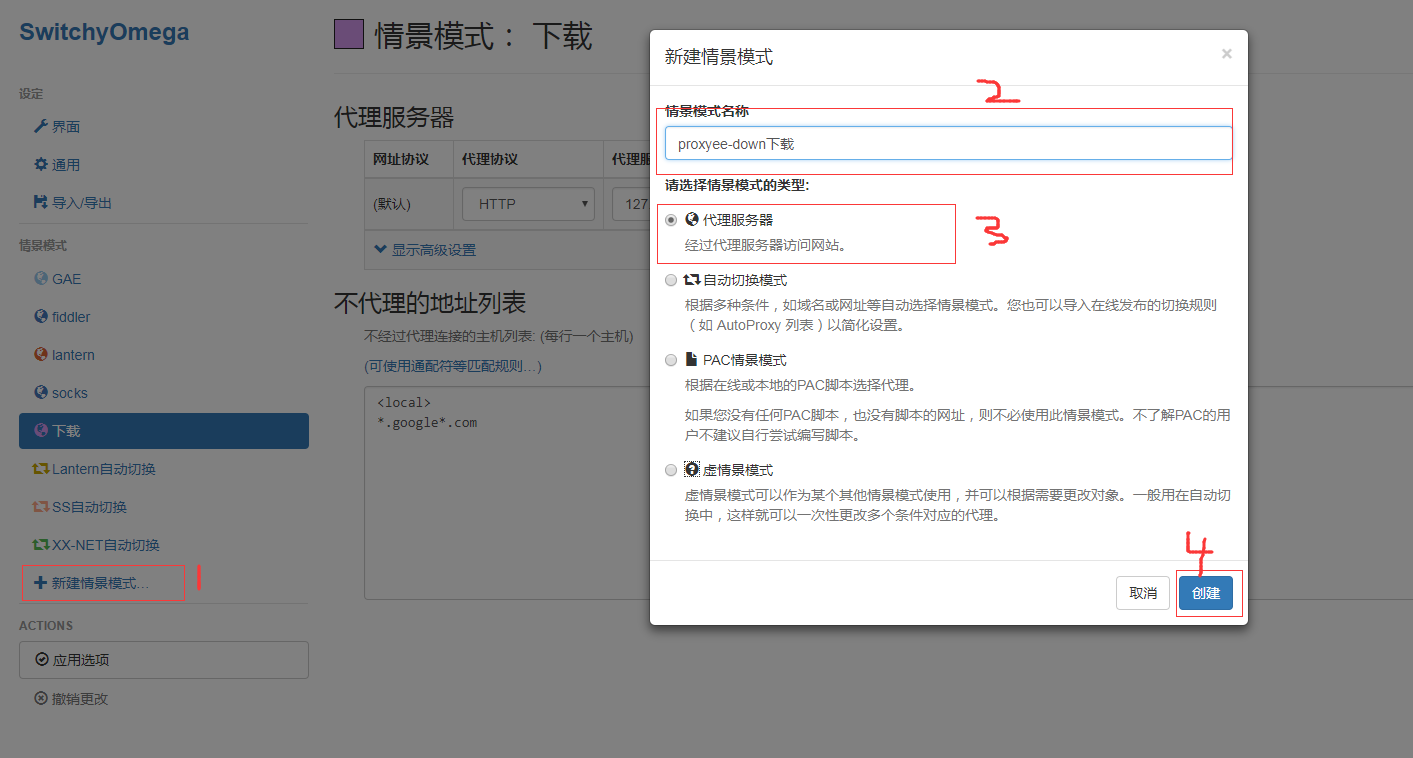 SwitchyOmega
设定
界面
通用
导入/导出
情景模式
GAE
fiddler
lantern
socks
下载
Lantern自动切换
SS自动切换
XX-NET自动切换
新建情景模式...
1
ACTIONS
应用选项
撤销更改
情景模式： 下载
代理服务器
网址协议 代理协议 代理服
(默认) HTTP 127
显示高级设置
不代理的地址列表
不经过代理连接的主机列表: (每行一个主机)
(可使用通配符等匹配规则…)
<local>
*.google*.com
新建情景模式
×
2
情景模式名称
proxyee-down下载
请选择情景模式的类型:
代理服务器
经过代理服务器访问网站。
3
自动切换模式
根据多种条件，如域名或网址等自动选择情景模式。您也可以导入在线发布的切换规则
（如 AutoProxy 列表）以简化设置。
PAC情景模式
根据在线或本地的PAC脚本选择代理。
如果您没有任何PAC脚本，也没有脚本的网址，则不必使用此情景模式。不了解PAC的用
户不建议自行尝试编写脚本。
虚情景模式
虚情景模式可以作为某个其他情景模式使用，并可以根据需要更改对象。一般用在自动切
换中，这样就可以一次性更改多个条件对应的代理。
4
取消 创建